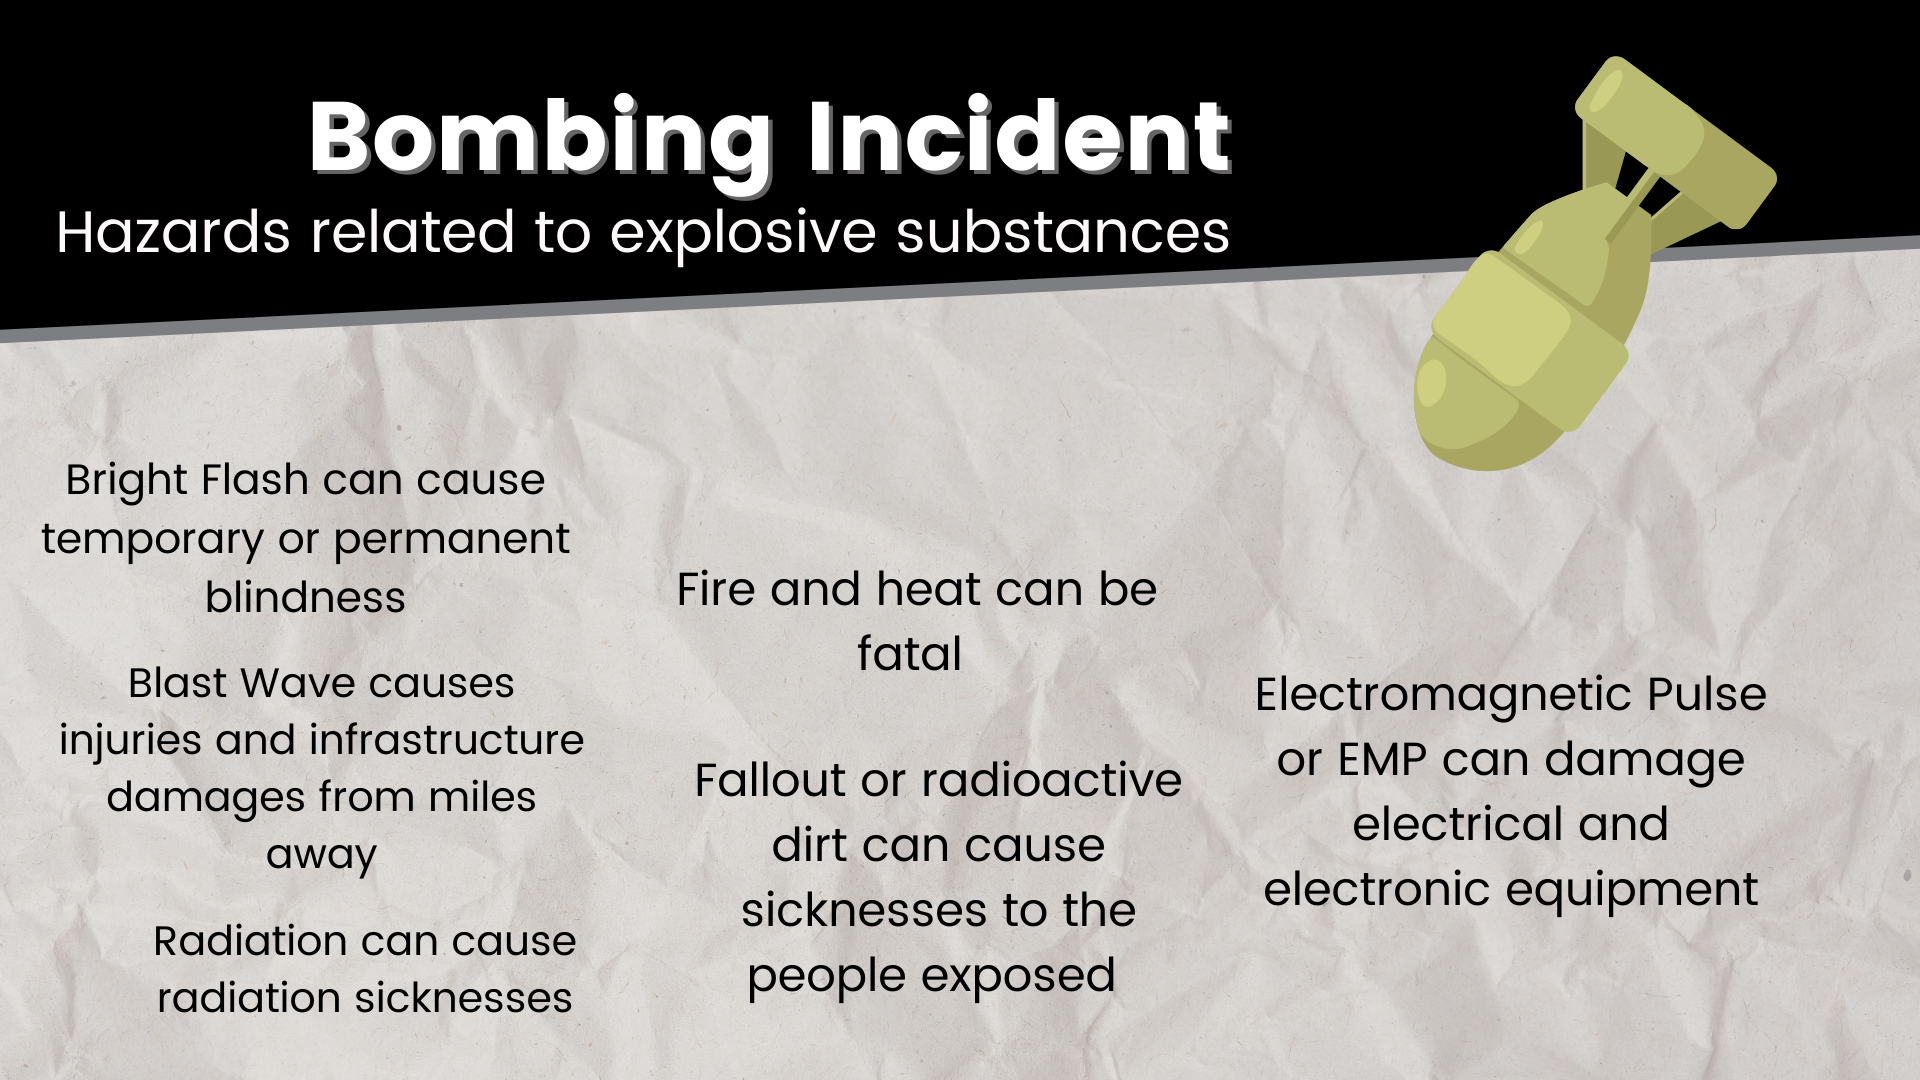 Bombing Incident
Hazards related to explosive substances
Bright Flash can cause
temporary or permanent
blindness
Blast Wave causes
injuries and infrastructure
damages from miles
away
Radiation can cause
radiation sicknesses
Fire and heat can be
fatal
Fallout or radioactive
dirt can cause
sicknesses to the
people exposed
Electromagnetic Pulse
or EMP can damage
electrical and
electronic equipment